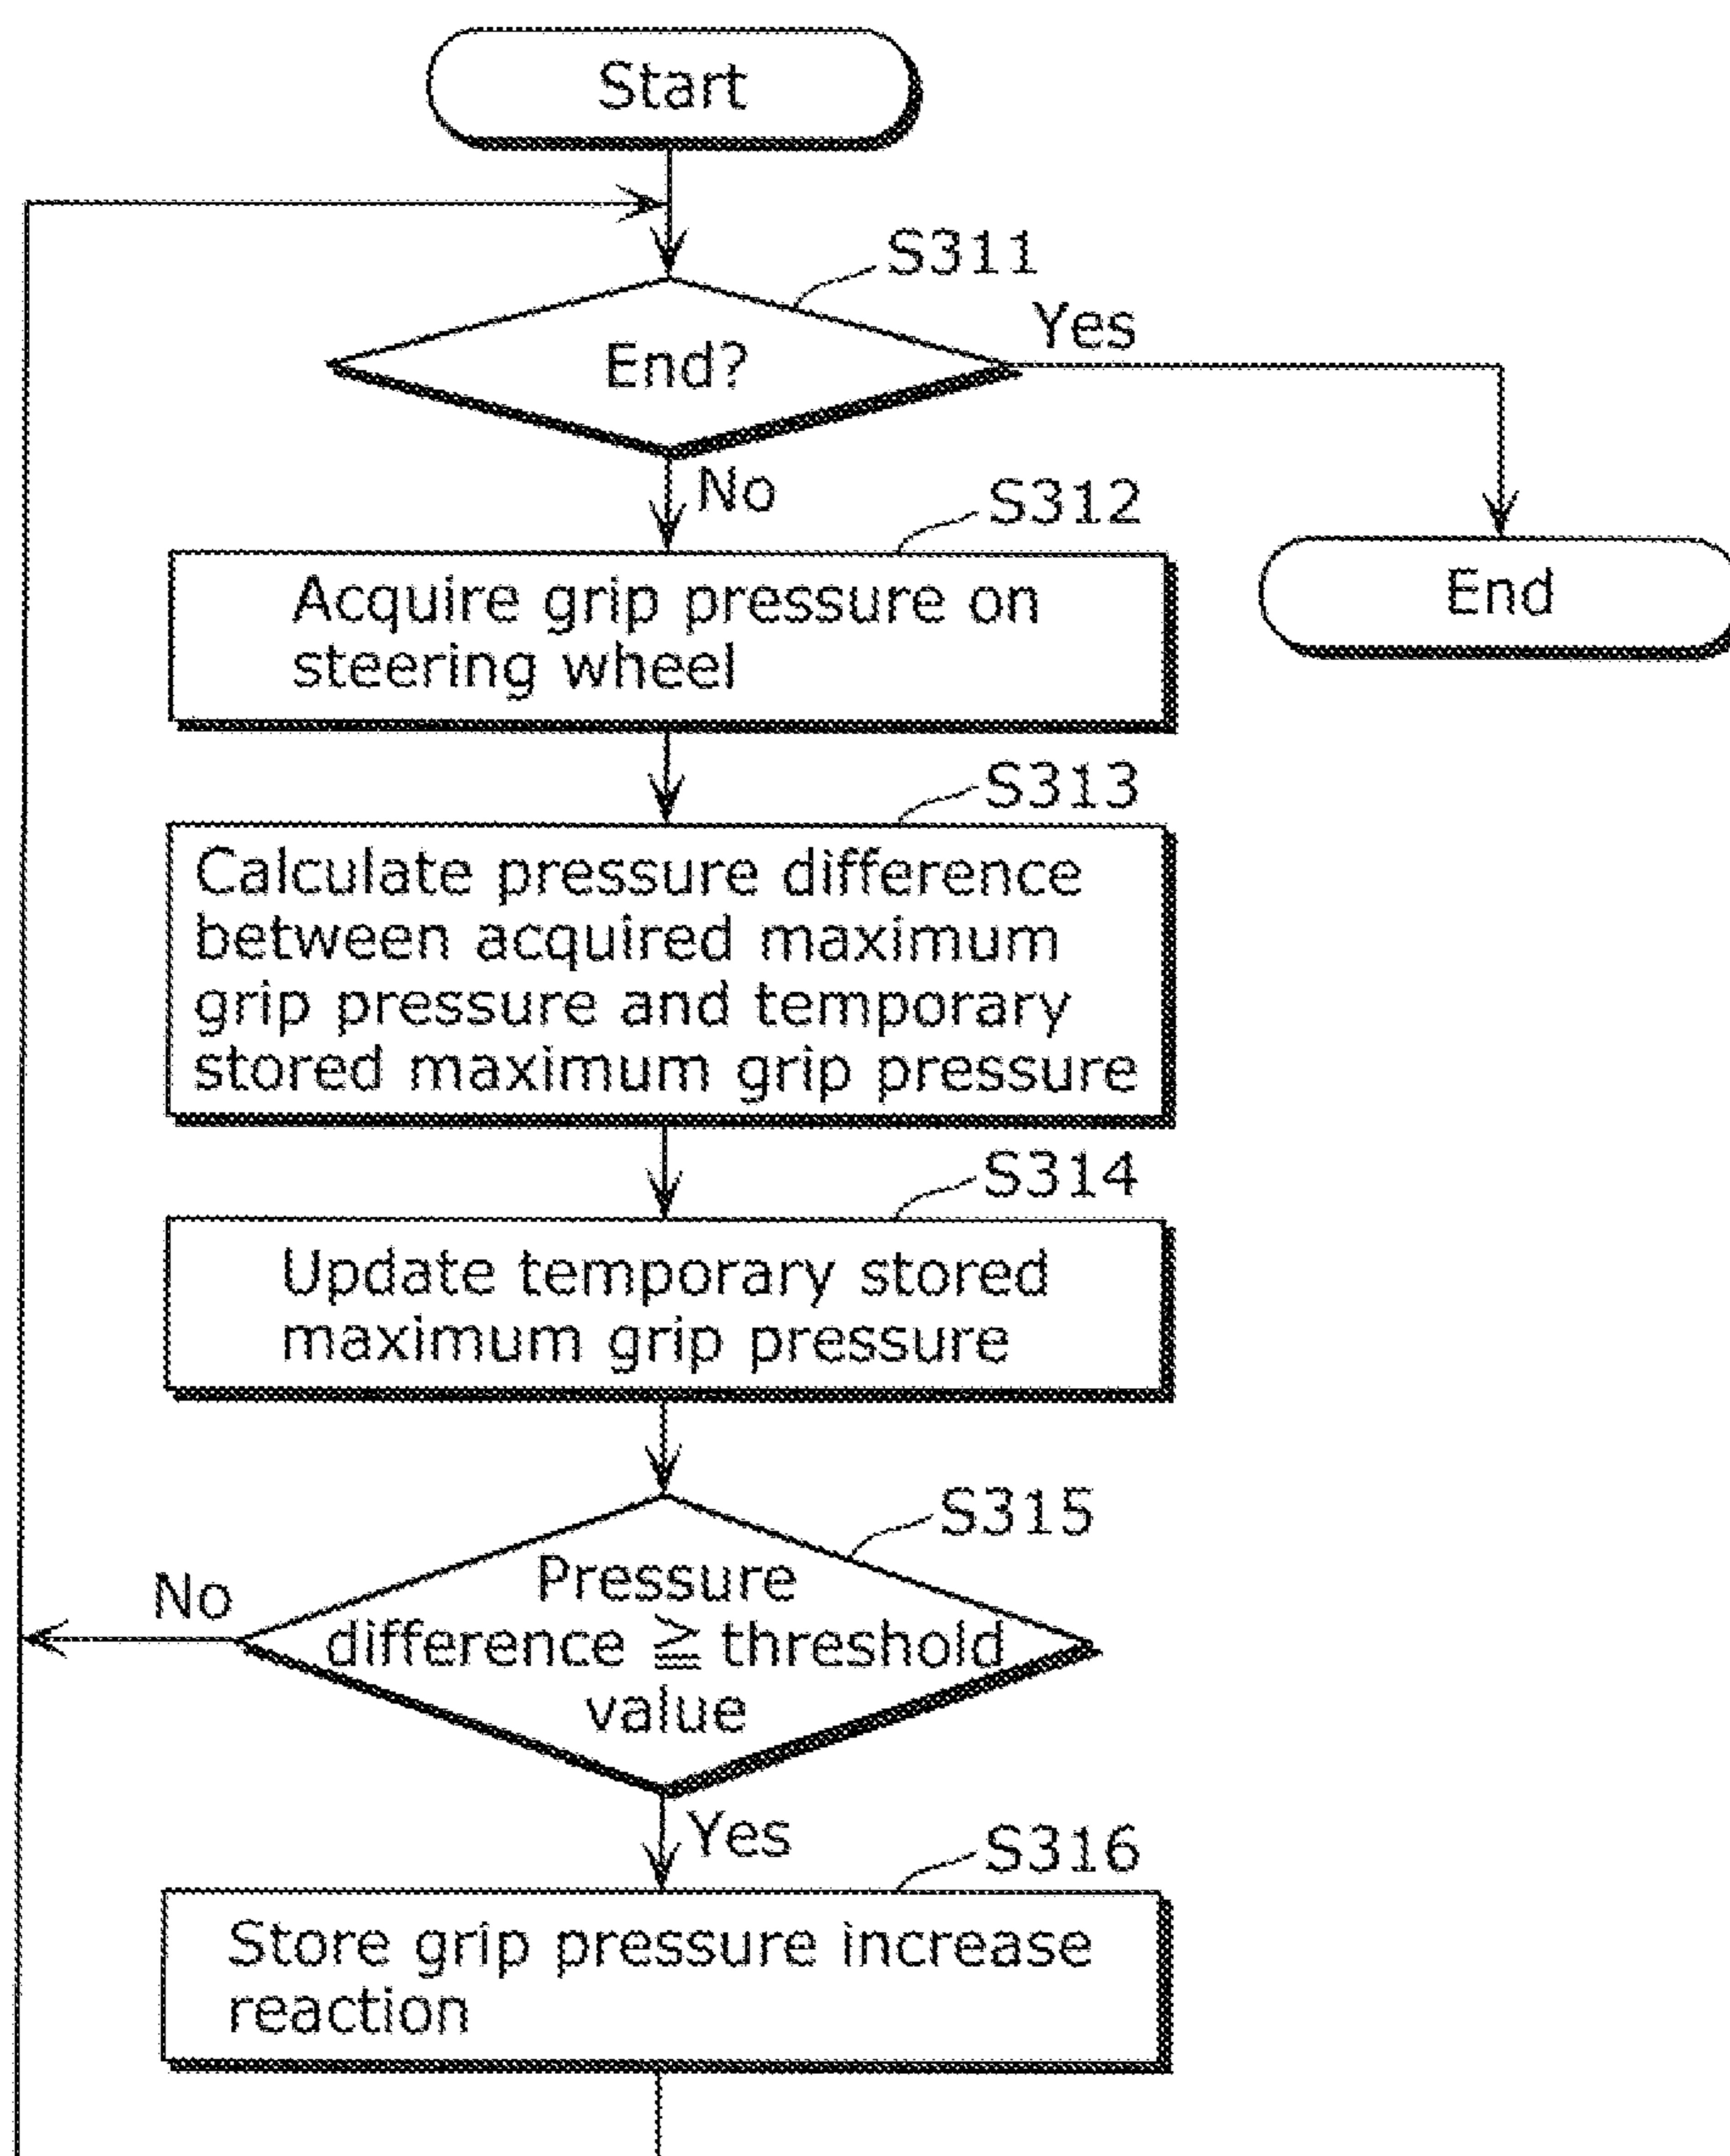 Start
S311
End?
Yes
No
S312
Acquire grip pressure on
steering wheel
End
S313
Calculate pressure difference
between acquired maximum
grip pressure and temporary
stored maximum grip pressure
S314
Update temporary stored
maximum grip pressure
S315
Pressure
difference ≧ threshold
value
No
Yes
S316
Store grip pressure increase
reaction